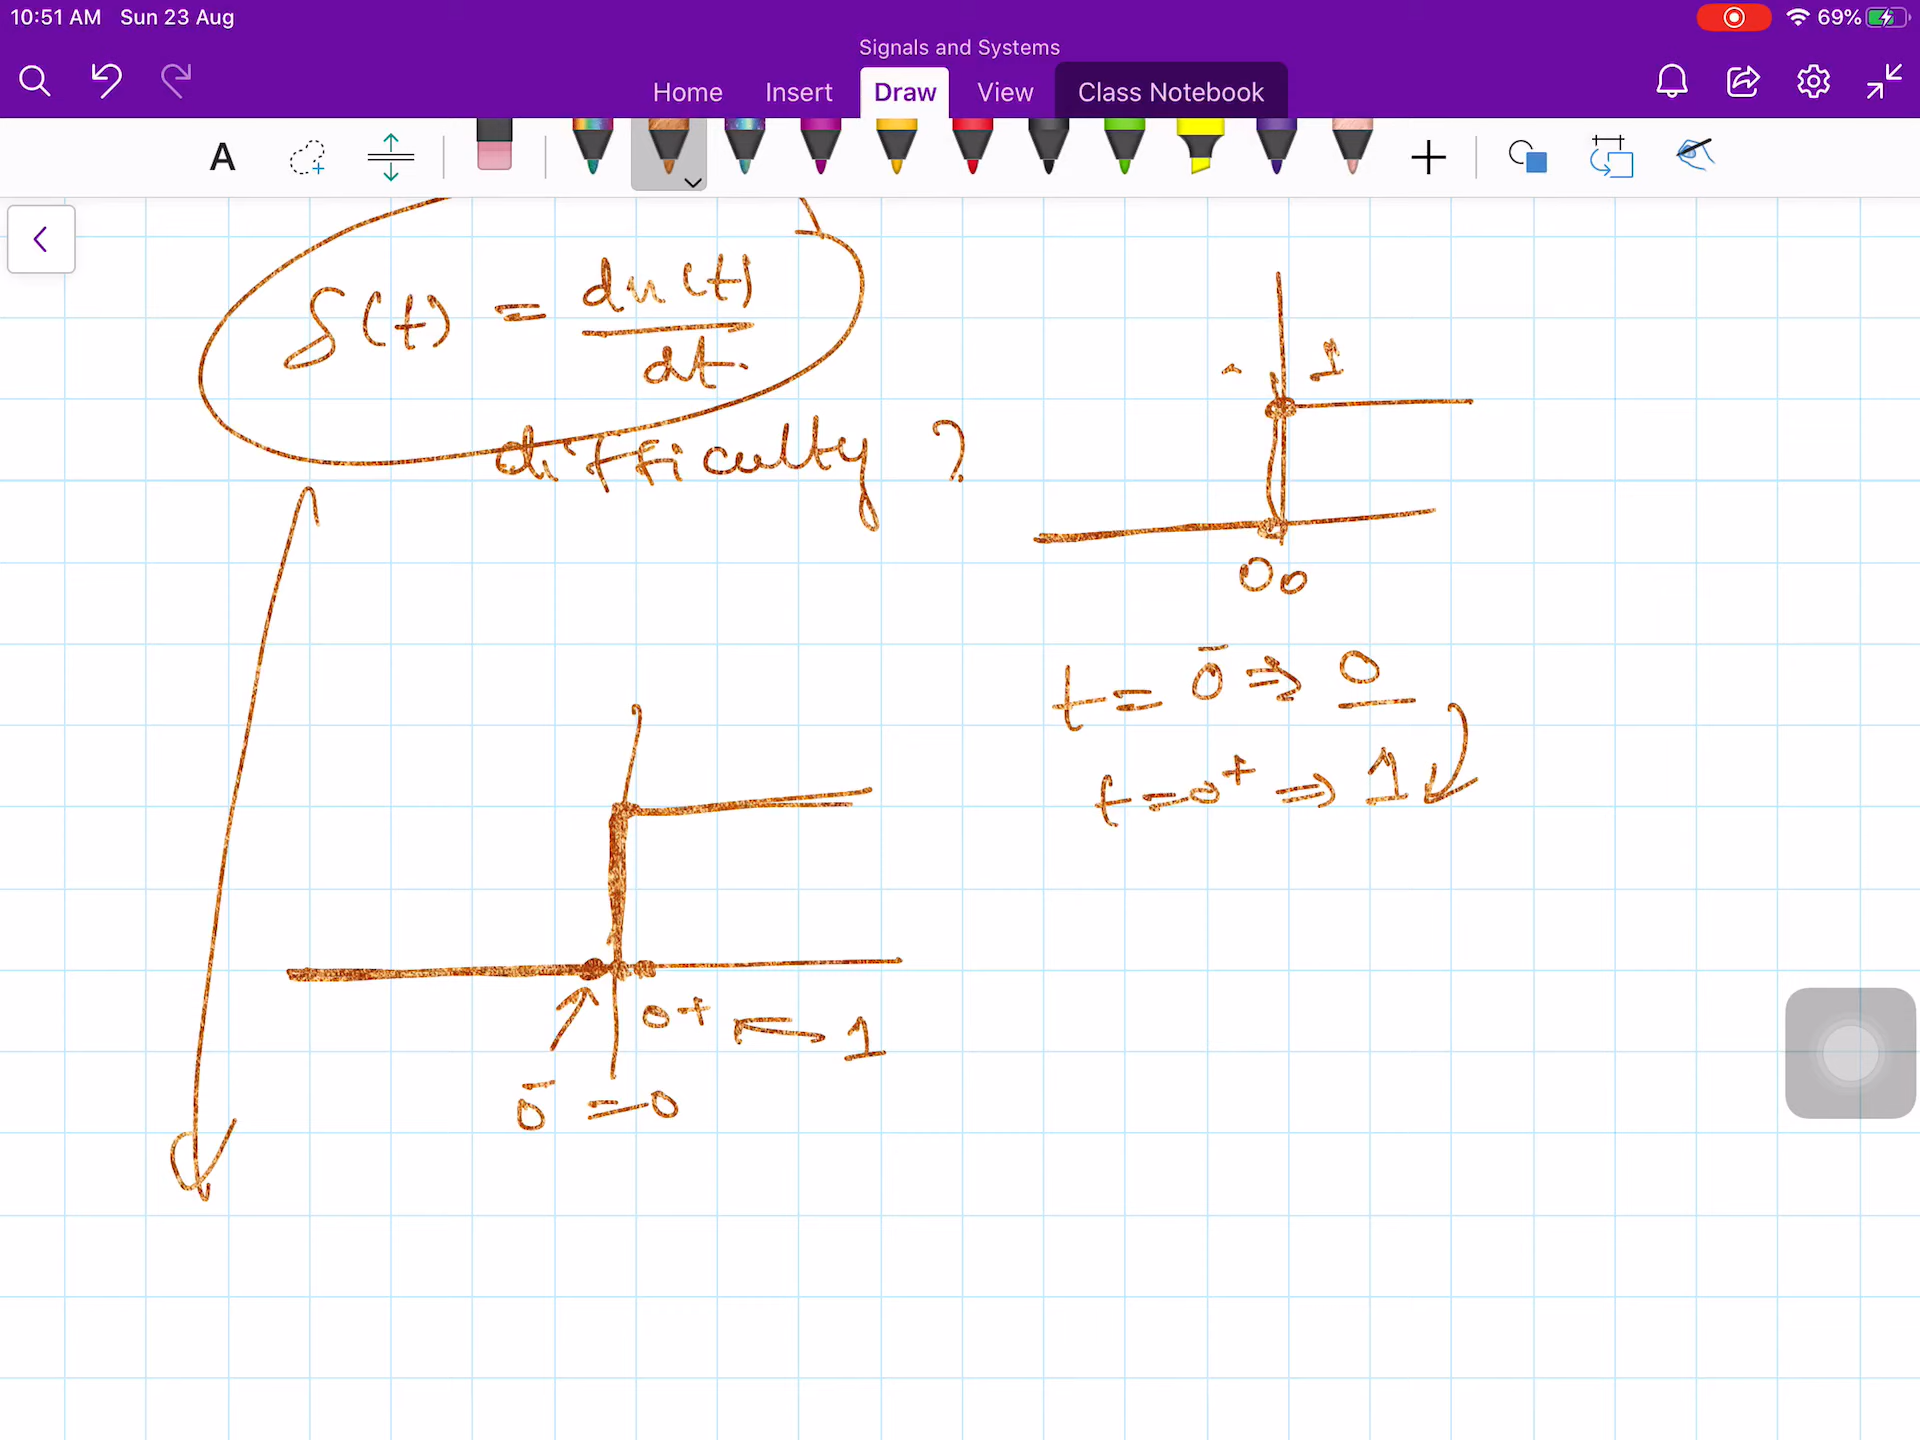 10:51 AM Sun 23 Aug
69%
Signals and Systems
Home Insert Draw View Class Notebook
A
δ(t) = du(t)/dt
difficulty ?
1
0 0
t = 0⁻ ⇒ 0
t = 0⁺ ⇒ 1
0⁺ ← 1
0⁻ = 0